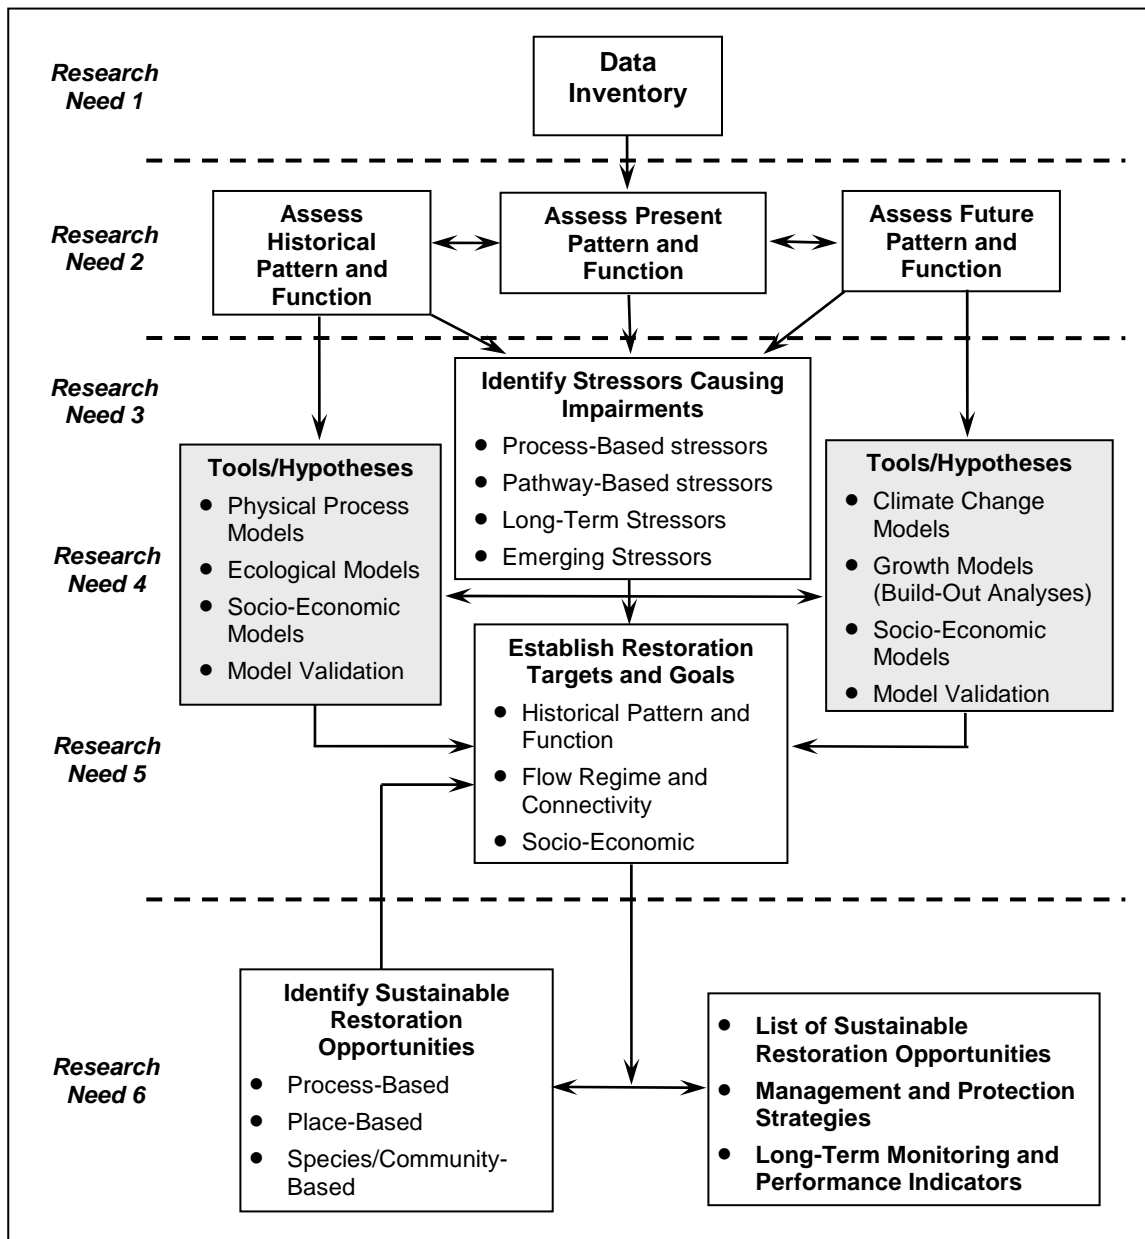 Research
Need 1
Data
Inventory
Research
Need 2
Assess
Historical
Pattern and
Function
Assess Present
Pattern and
Function
Assess Future
Pattern and
Function
Research
Need 3
Identify Stressors Causing
Impairments
● Process-Based stressors
● Pathway-Based stressors
● Long-Term Stressors
● Emerging Stressors
Tools/Hypotheses
● Physical Process
Models
● Ecological Models
● Socio-Economic
Models
● Model Validation
Tools/Hypotheses
● Climate Change
Models
● Growth Models
(Build-Out Analyses)
● Socio-Economic
Models
● Model Validation
Research
Need 4
Establish Restoration
Targets and Goals
● Historical Pattern and
Function
● Flow Regime and
Connectivity
● Socio-Economic
Research
Need 5
Research
Need 6
Identify Sustainable
Restoration
Opportunities
● Process-Based
● Place-Based
● Species/Community-
Based
● List of Sustainable
Restoration Opportunities
● Management and Protection
Strategies
● Long-Term Monitoring and
Performance Indicators